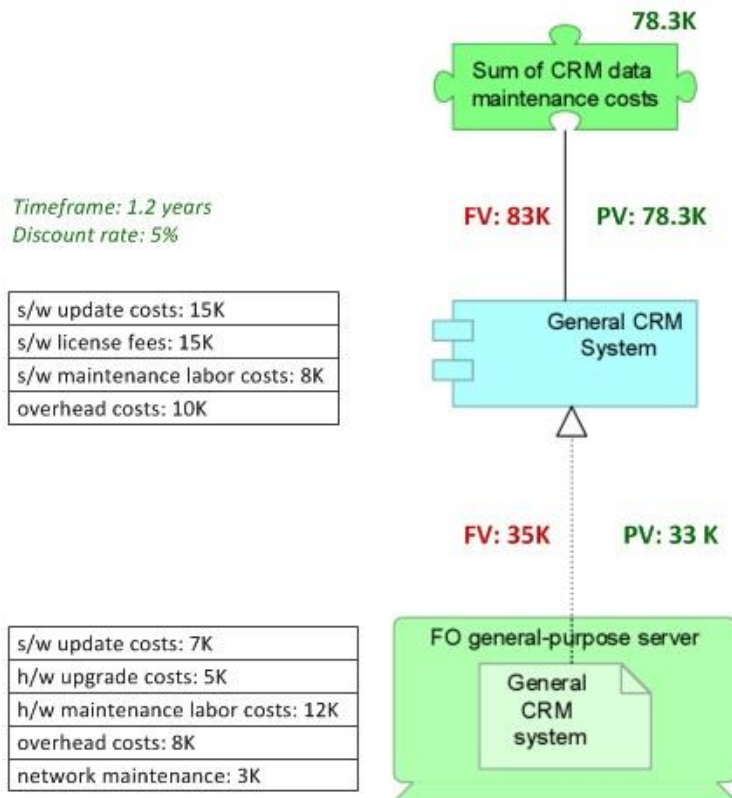 78.3K
Sum of CRM data
maintenance costs
Timeframe: 1.2 years
Discount rate: 5%
FV: 83K
PV: 78.3K
s/w update costs: 15K
s/w license fees: 15K
s/w maintenance labor costs: 8K
overhead costs: 10K
General CRM
System
FV: 35K
PV: 33 K
s/w update costs: 7K
h/w upgrade costs: 5K
h/w maintenance labor costs: 12K
overhead costs: 8K
network maintenance: 3K
FO general-purpose server
General
CRM
system